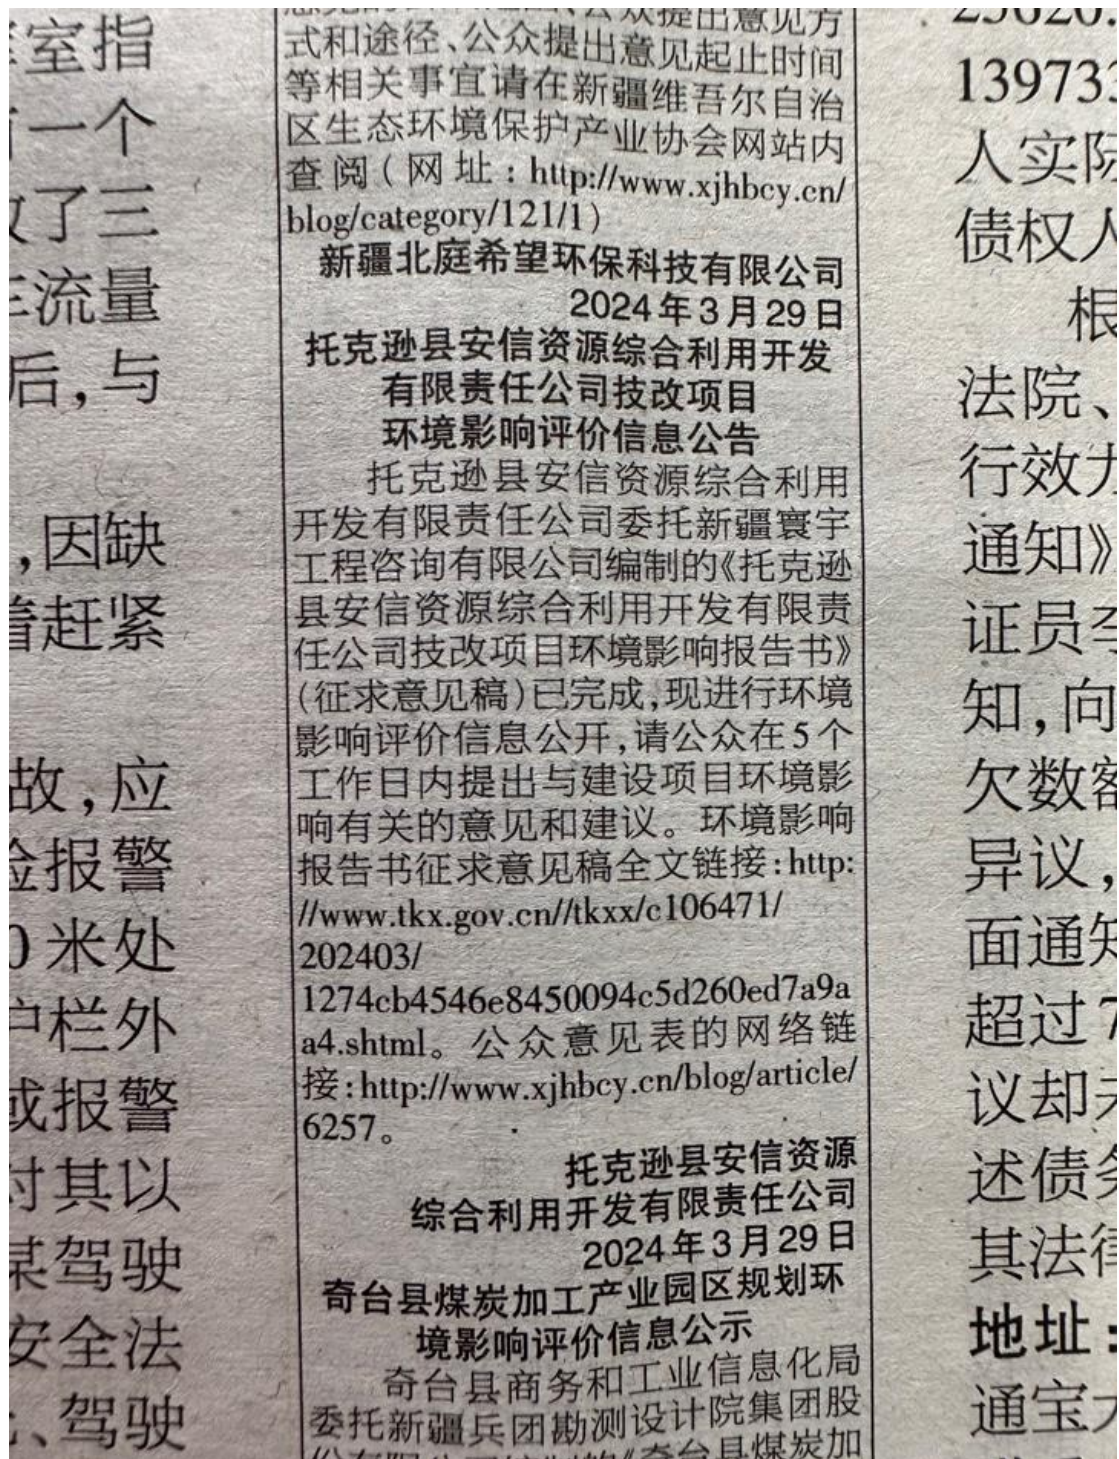 室指
一个
了三
流量
后,与
,因缺
着赶紧
故,应
险报警
0米处
护栏外
或报警
对其以
某驾驶
安全法
、驾驶
式和途径、公众提出意见起止时间
等相关事宜请在新疆维吾尔自治
区生态环境保护产业协会网站内
查阅(网址:http://www.xjhbcy.cn/
blog/category/121/1)
新疆北庭希望环保科技有限公司
2024年3月29日
托克逊县安信资源综合利用开发
有限责任公司技改项目
环境影响评价信息公告
托克逊县安信资源综合利用
开发有限责任公司委托新疆寰宇
工程咨询有限公司编制的《托克逊
县安信资源综合利用开发有限责
任公司技改项目环境影响报告书》
(征求意见稿)已完成,现进行环境
影响评价信息公开,请公众在5个
工作日内提出与建设项目环境影
响有关的意见和建议。环境影响
报告书征求意见稿全文链接:http:
//www.tkx.gov.cn//tkxx/c106471/
202403/
1274cb4546e8450094c5d260ed7a9a
a4.shtml。公众意见表的网络链
接:http://www.xjhbcy.cn/blog/article/
6257。
托克逊县安信资源
综合利用开发有限责任公司
2024年3月29日
奇台县煤炭加工产业园区规划环
境影响评价信息公示
奇台县商务和工业信息化局
委托新疆兵团勘测设计院集团股
139733
人实际
债权人
根
法院、
行效力
通知》
证员李
知,向
欠数额
异议,
面通知
超过7
议却未
述债务
其法律
地址:
通宝大